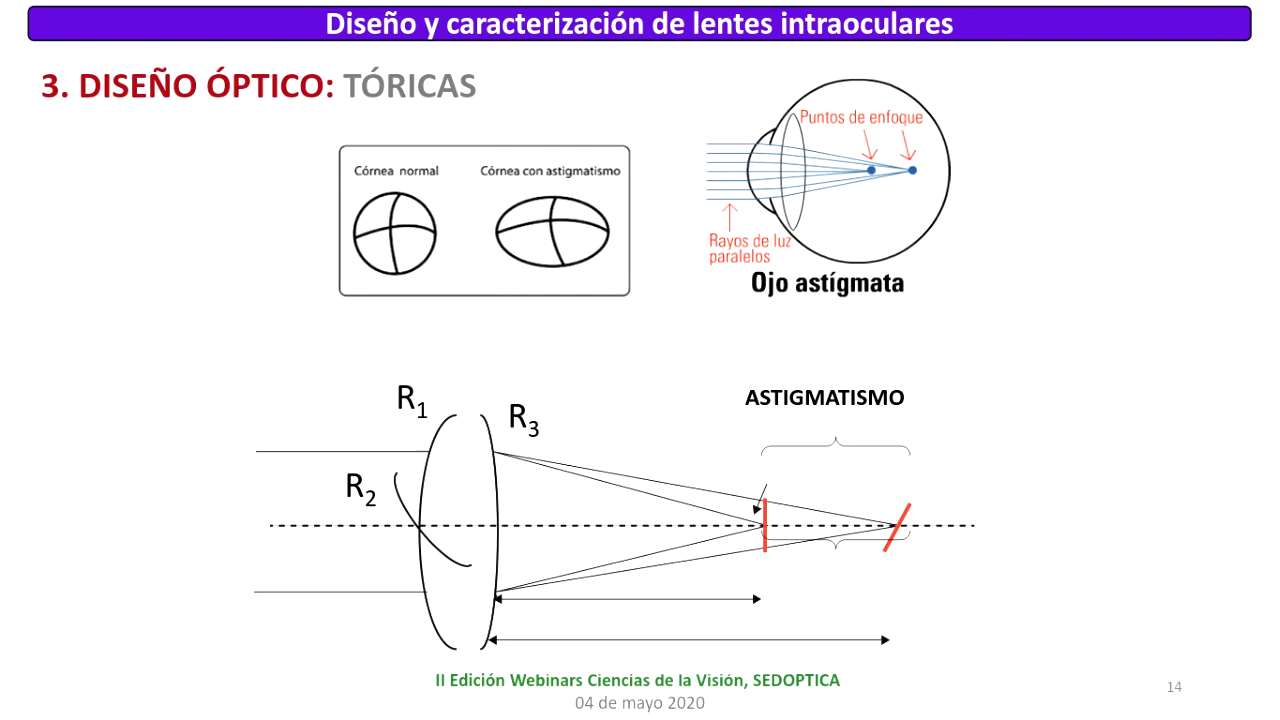 Diseño y caracterización de lentes intraoculares
3. DISEÑO ÓPTICO: TÓRICAS
Córnea normal
Córnea con astigmatismo
Puntos de enfoque
Rayos de luz
paralelos
Ojo astígmata
R1
R3
R2
ASTIGMATISMO
II Edición Webinars Ciencias de la Visión, SEDOPTICA
04 de mayo 2020
14